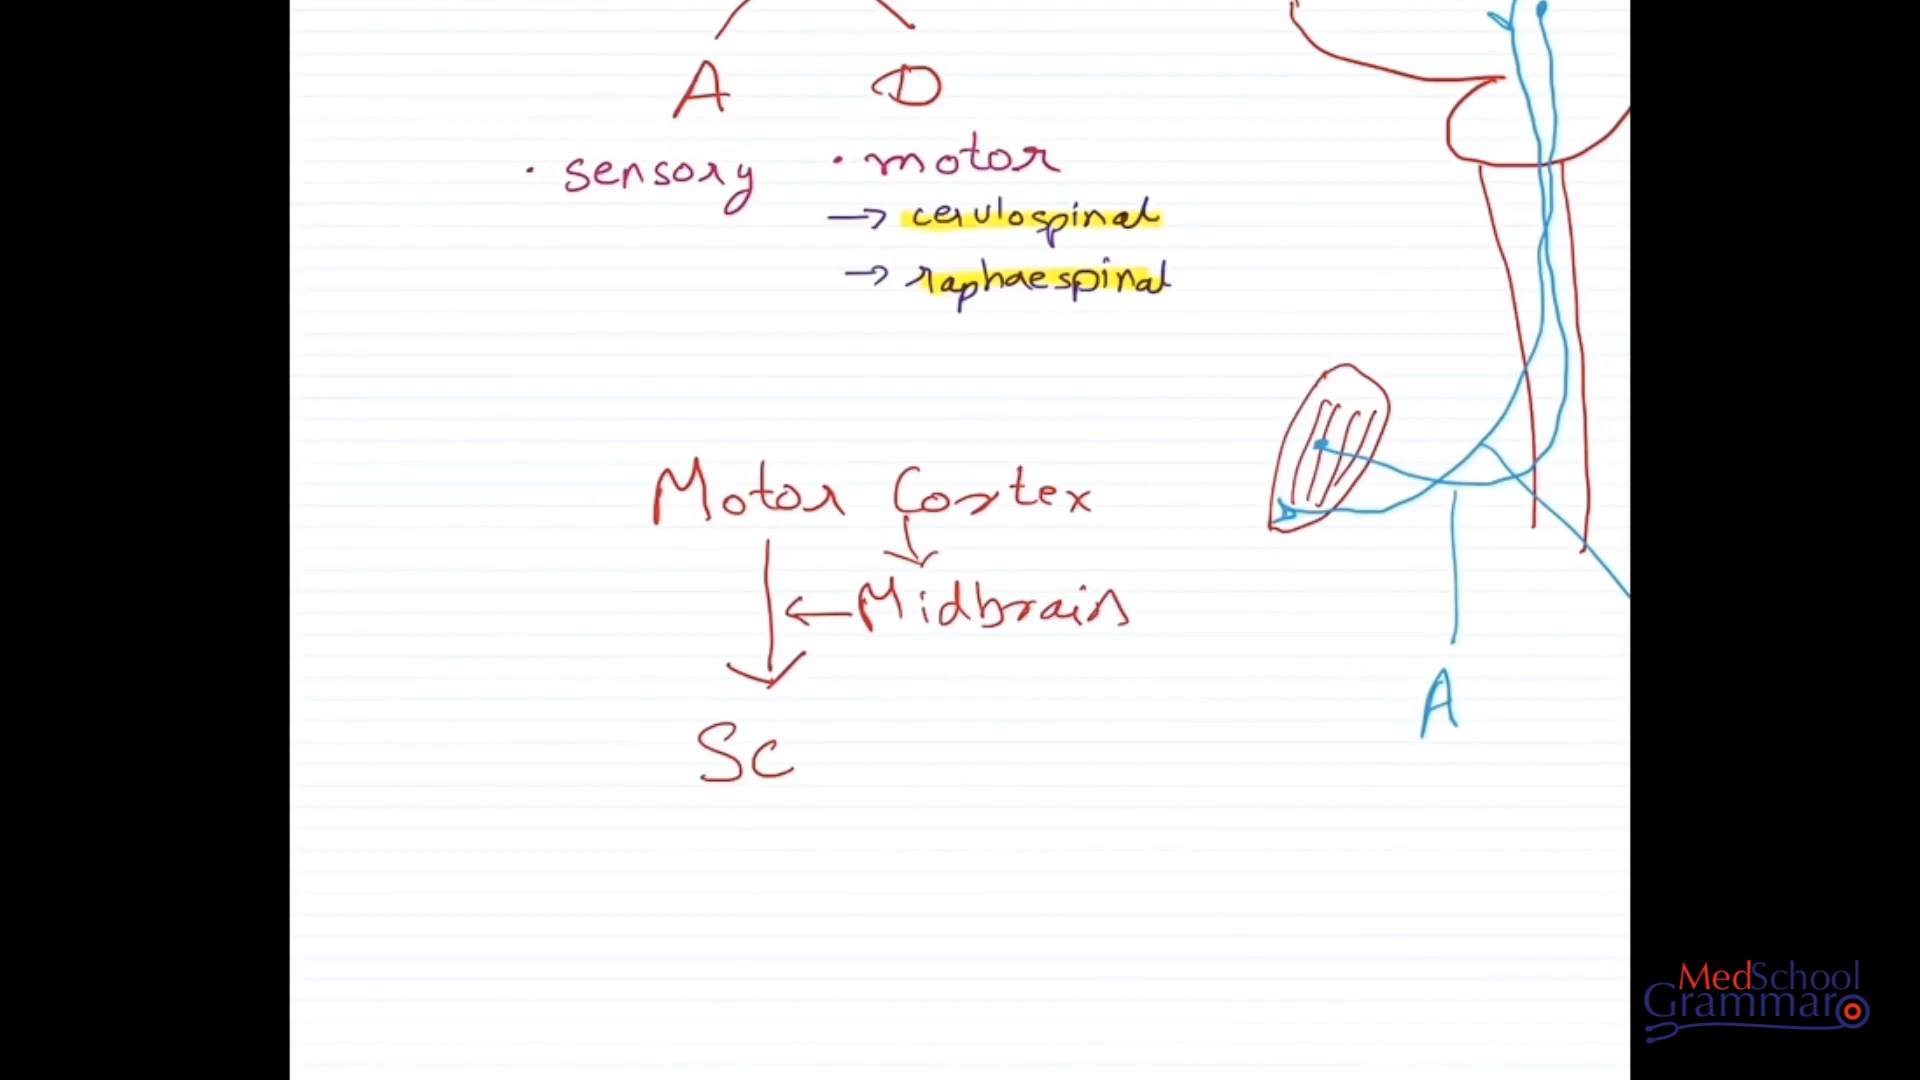 A D
· sensory · motor
→ cerulospinal
→ raphaespinal
Motor Cortex
← Midbrain
SC
A
MedSchool
Grammar